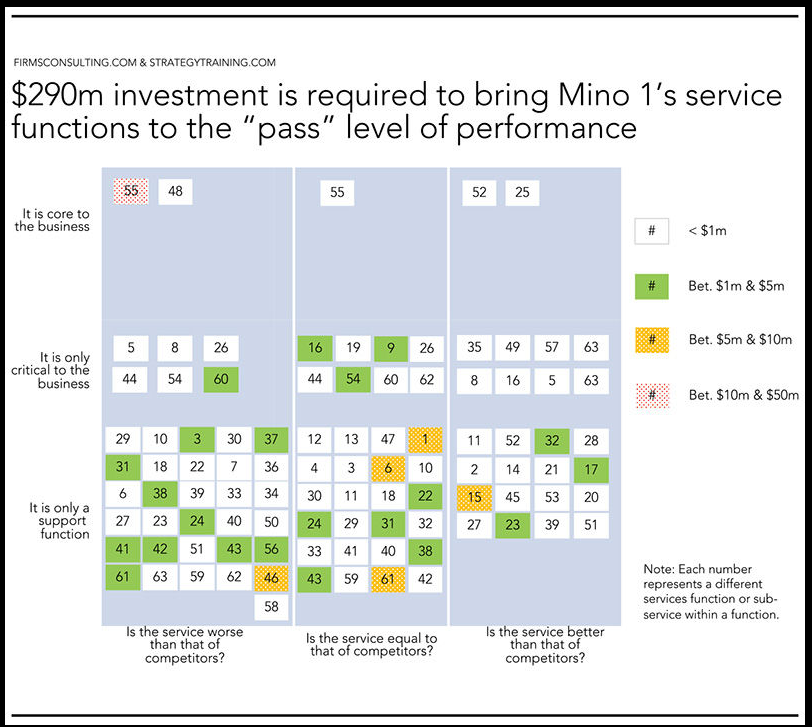 FIRMSCONSULTING.COM & STRATEGYTRAINING.COM
$290m investment is required to bring Mino 1's service
functions to the “pass” level of performance
It is core to
the business
55 48
55
52 25
It is only
critical to the
business
5 8 26
44 54 60
16 19 9 26
44 54 60 62
35 49 57 63
8 16 5 63
It is only a
support
function
29 10 3 30 37
31 18 22 7 36
6 38 39 33 34
27 23 24 40 50
41 42 51 43 56
61 63 59 62 46
58
12 13 47 1
4 3 6 10
30 11 18 22
24 29 31 32
33 41 40 38
43 59 61 42
11 52 32 28
2 14 21 17
15 45 53 20
27 23 39 51
Is the service worse
than that of
competitors?
Is the service equal to
that of competitors?
Is the service better
than that of
competitors?
# < $1m
# Bet. $1m & $5m
# Bet. $5m & $10m
# Bet. $10m & $50m
Note: Each number
represents a different
services function or sub-
service within a function.